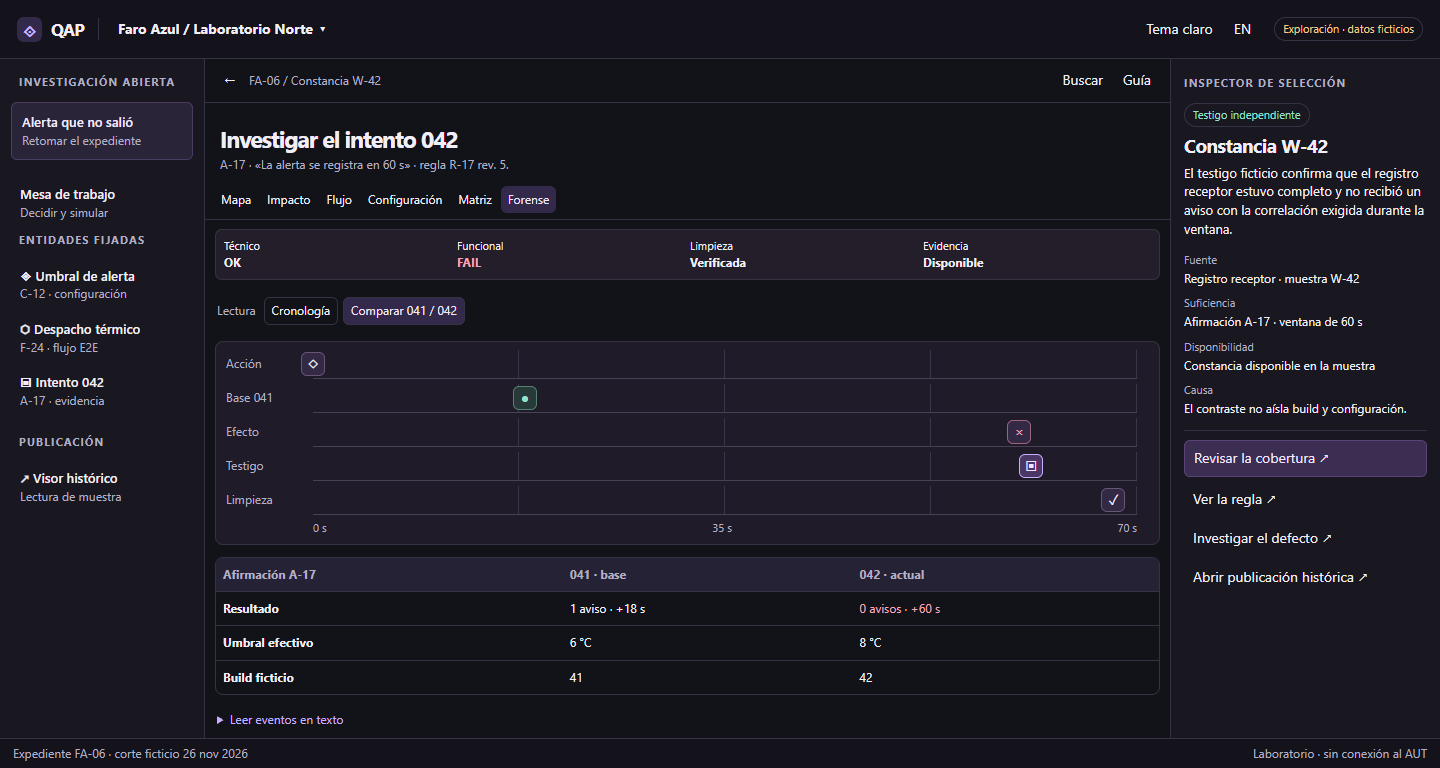 QAP
Faro Azul / Laboratorio Norte ▾
Tema claro
EN
Exploración · datos ficticios
INVESTIGACIÓN ABIERTA
Alerta que no salió
Retomar el expediente
Mesa de trabajo
Decidir y simular
ENTIDADES FIJADAS
Umbral de alerta
C-12 · configuración
Despacho térmico
F-24 · flujo E2E
Intento 042
A-17 · evidencia
PUBLICACIÓN
↗ Visor histórico
Lectura de muestra
← FA-06 / Constancia W-42
Buscar
Guía
Investigar el intento 042
A-17 · «La alerta se registra en 60 s» · regla R-17 rev. 5.
Mapa
Impacto
Flujo
Configuración
Matriz
Forense
Técnico
OK
Funcional
FAIL
Limpieza
Verificada
Evidencia
Disponible
Lectura
Cronología
Comparar 041 / 042
Acción
Base 041
Efecto
Testigo
Limpieza
0 s
35 s
70 s
Afirmación A-17
041 · base
042 · actual
Resultado
1 aviso · +18 s
0 avisos · +60 s
Umbral efectivo
6 °C
8 °C
Build ficticio
41
42
▶ Leer eventos en texto
INSPECTOR DE SELECCIÓN
Testigo independiente
Constancia W-42
El testigo ficticio confirma que el registro
receptor estuvo completo y no recibió un
aviso con la correlación exigida durante la
ventana.
Fuente
Registro receptor · muestra W-42
Suficiencia
Afirmación A-17 · ventana de 60 s
Disponibilidad
Constancia disponible en la muestra
Causa
El contraste no aísla build y configuración.
Revisar la cobertura ↗
Ver la regla ↗
Investigar el defecto ↗
Abrir publicación histórica ↗
Expediente FA-06 · corte ficticio 26 nov 2026
Laboratorio · sin conexión al AUT